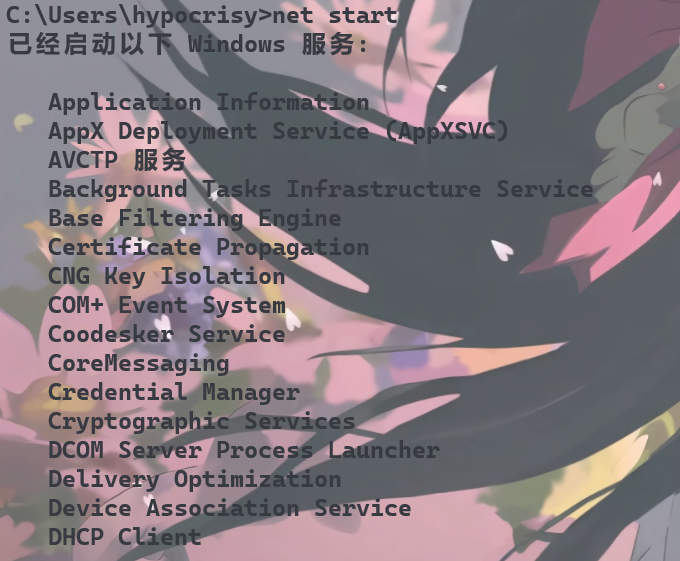 C:\Users\hypocrisy>net start
已经启动以下 Windows 服务:
Application Information
AppX Deployment Service (AppXSVC)
AVCTP 服务
Background Tasks Infrastructure Service
Base Filtering Engine
Certificate Propagation
CNG Key Isolation
COM+ Event System
Coodesker Service
CoreMessaging
Credential Manager
Cryptographic Services
DCOM Server Process Launcher
Delivery Optimization
Device Association Service
DHCP Client